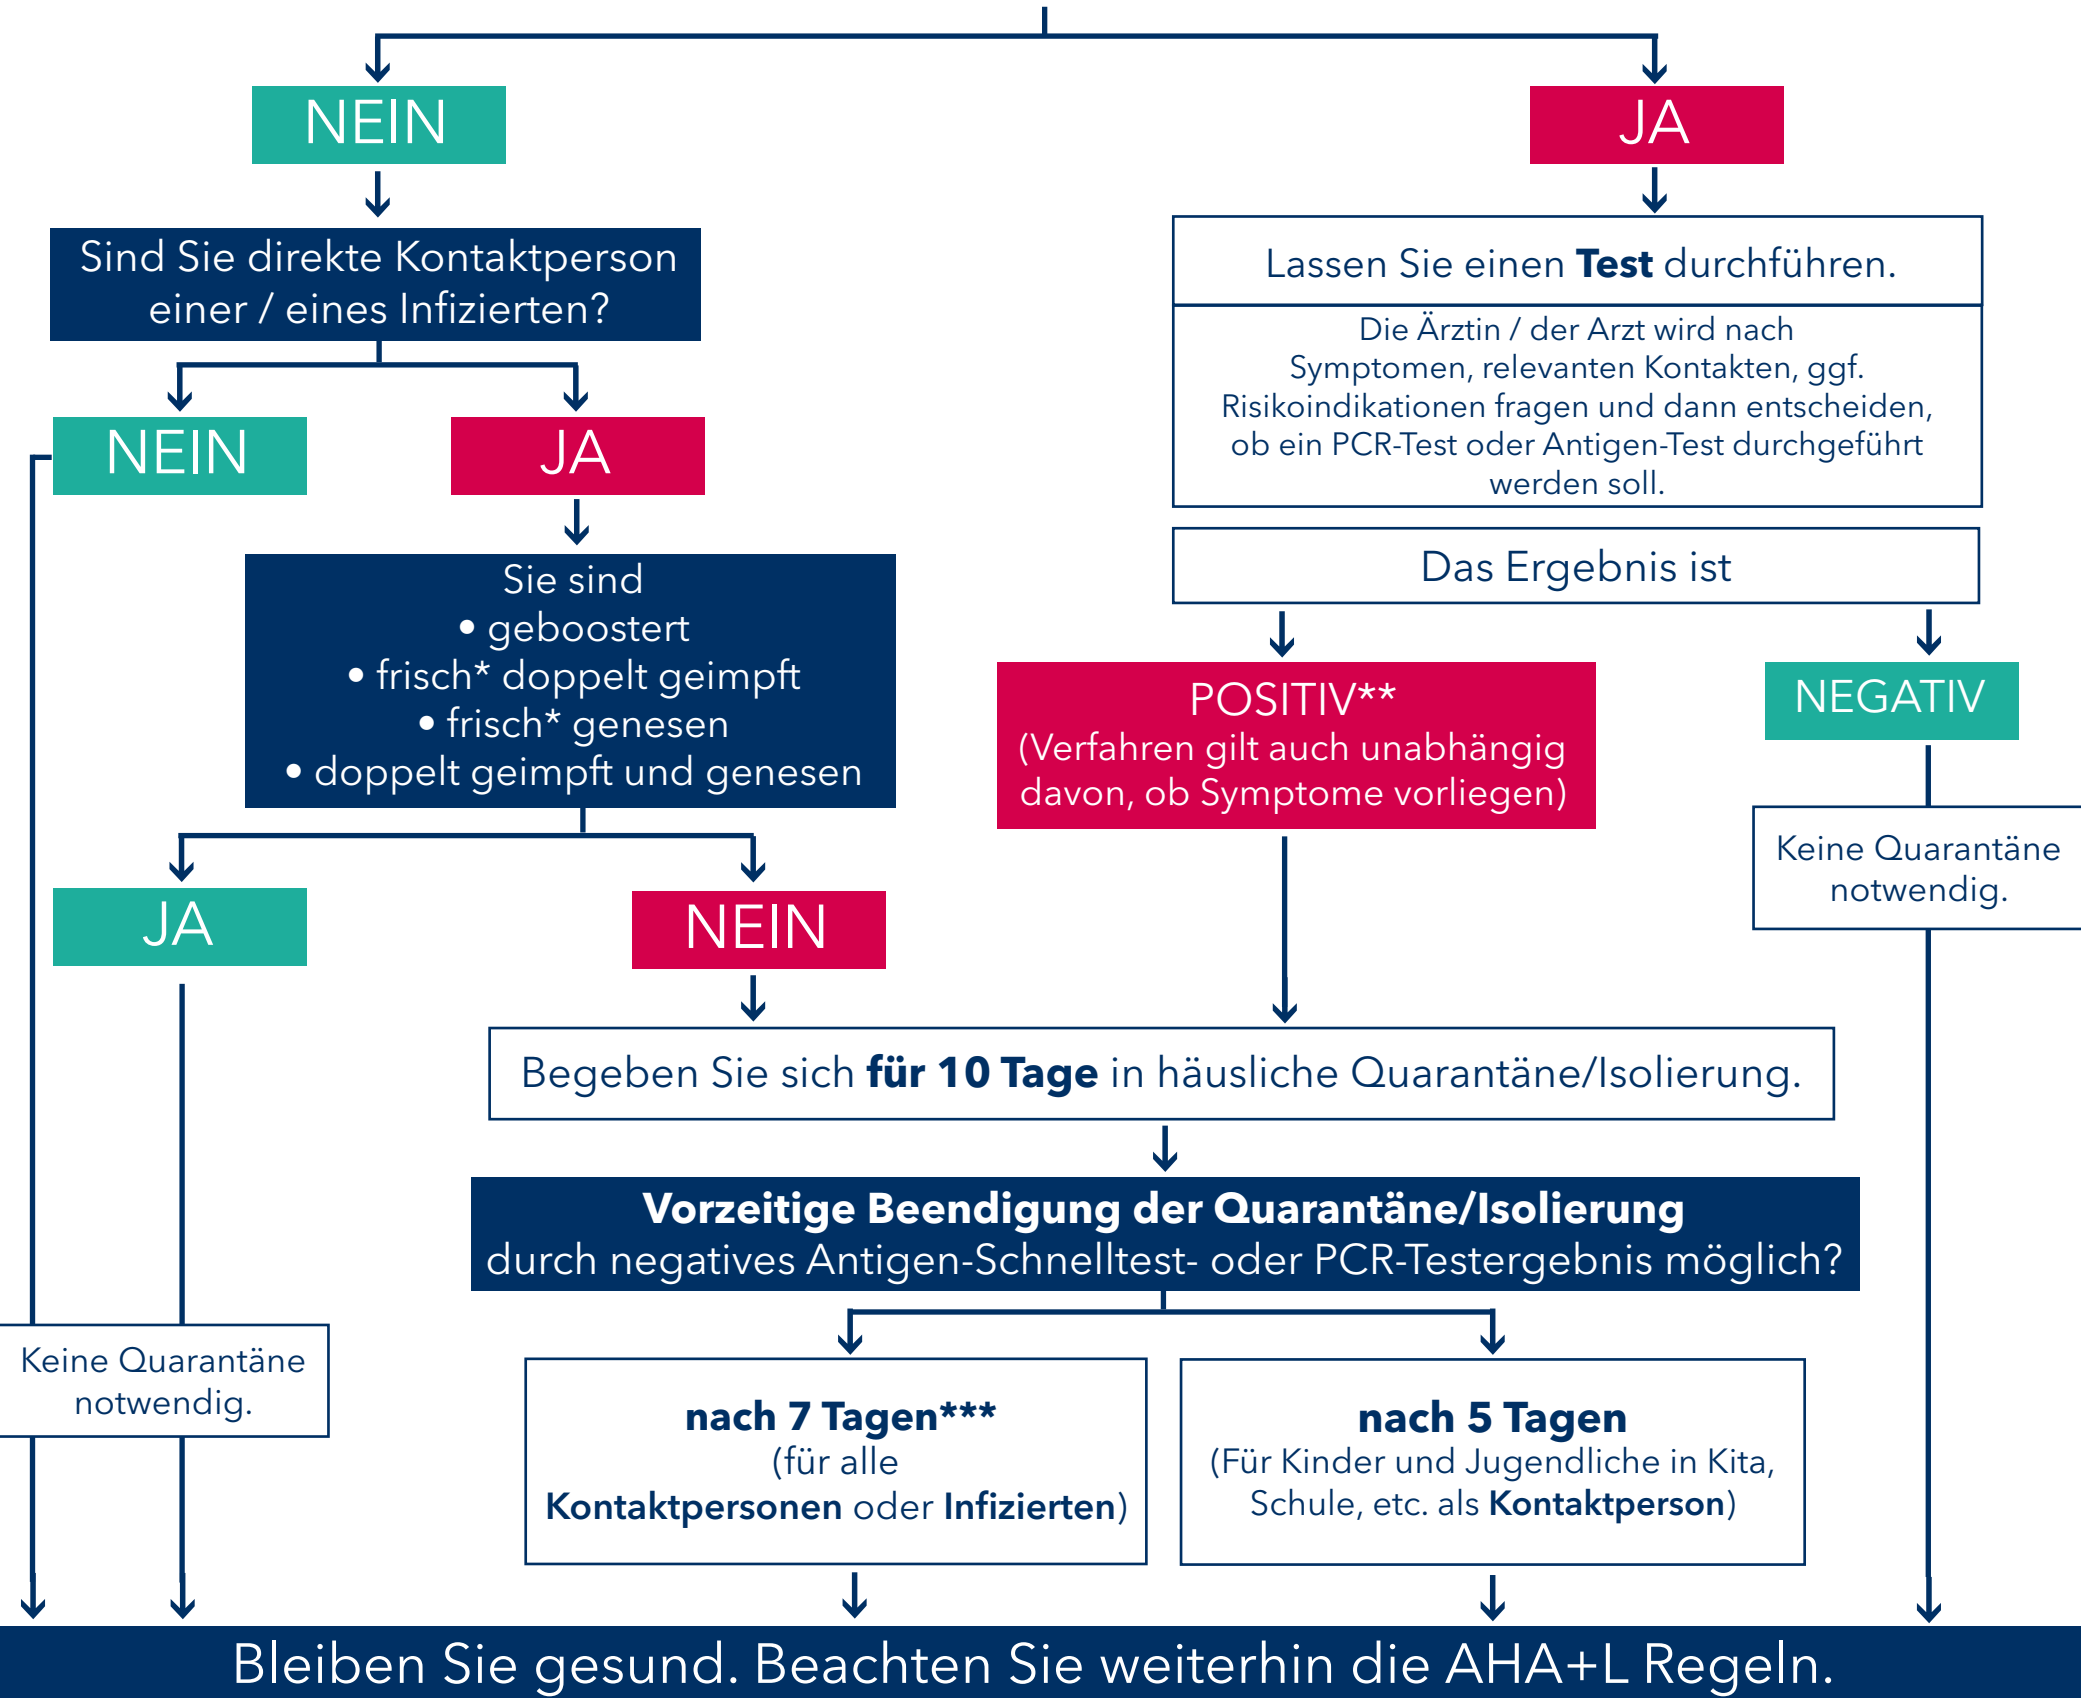 NEIN
JA
Sind Sie direkte Kontaktperson
einer / eines Infizierten?
Lassen Sie einen Test durchführen.
Die Ärztin / der Arzt wird nach
Symptomen, relevanten Kontakten, ggf.
Risikoindikationen fragen und dann entscheiden,
ob ein PCR-Test oder Antigen-Test durchgeführt
werden soll.
NEIN
JA
Das Ergebnis ist
Sie sind
• geboostert
• frisch* doppelt geimpft
• frisch* genesen
• doppelt geimpft und genesen
POSITIV**
(Verfahren gilt auch unabhängig
davon, ob Symptome vorliegen)
NEGATIV
Keine Quarantäne
notwendig.
JA
NEIN
Begeben Sie sich für 10 Tage in häusliche Quarantäne/Isolierung.
Vorzeitige Beendigung der Quarantäne/Isolierung
durch negatives Antigen-Schnelltest- oder PCR-Testergebnis möglich?
Keine Quarantäne
notwendig.
nach 7 Tagen***
(für alle
Kontaktpersonen oder Infizierten)
nach 5 Tagen
(Für Kinder und Jugendliche in Kita,
Schule, etc. als Kontaktperson)
Bleiben Sie gesund. Beachten Sie weiterhin die AHA+L Regeln.